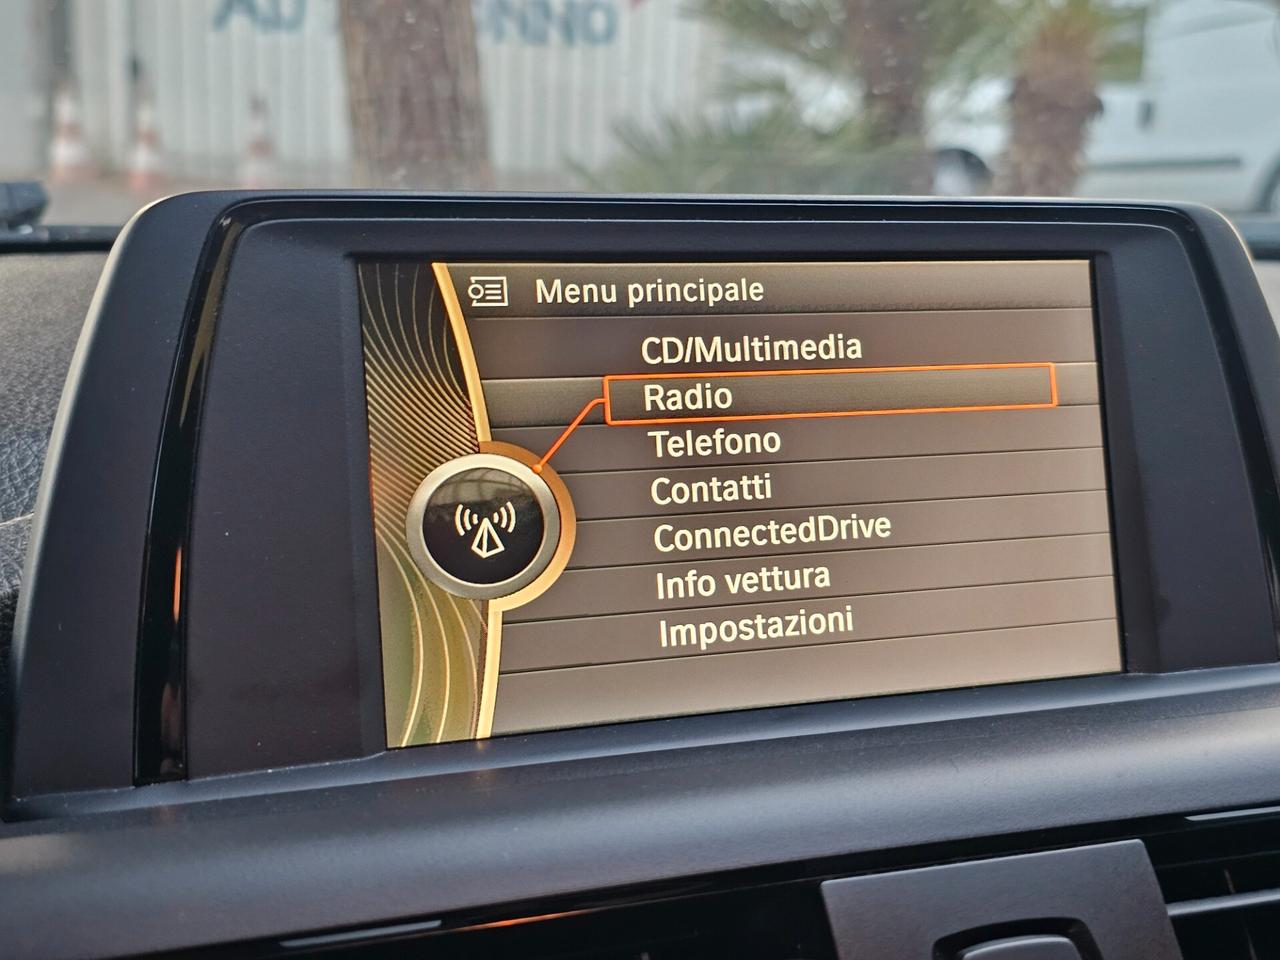 Menu principale
CD/Multimedia
Radio
Telefono
Contatti
ConnectedDrive
Info vettura
Impostazioni